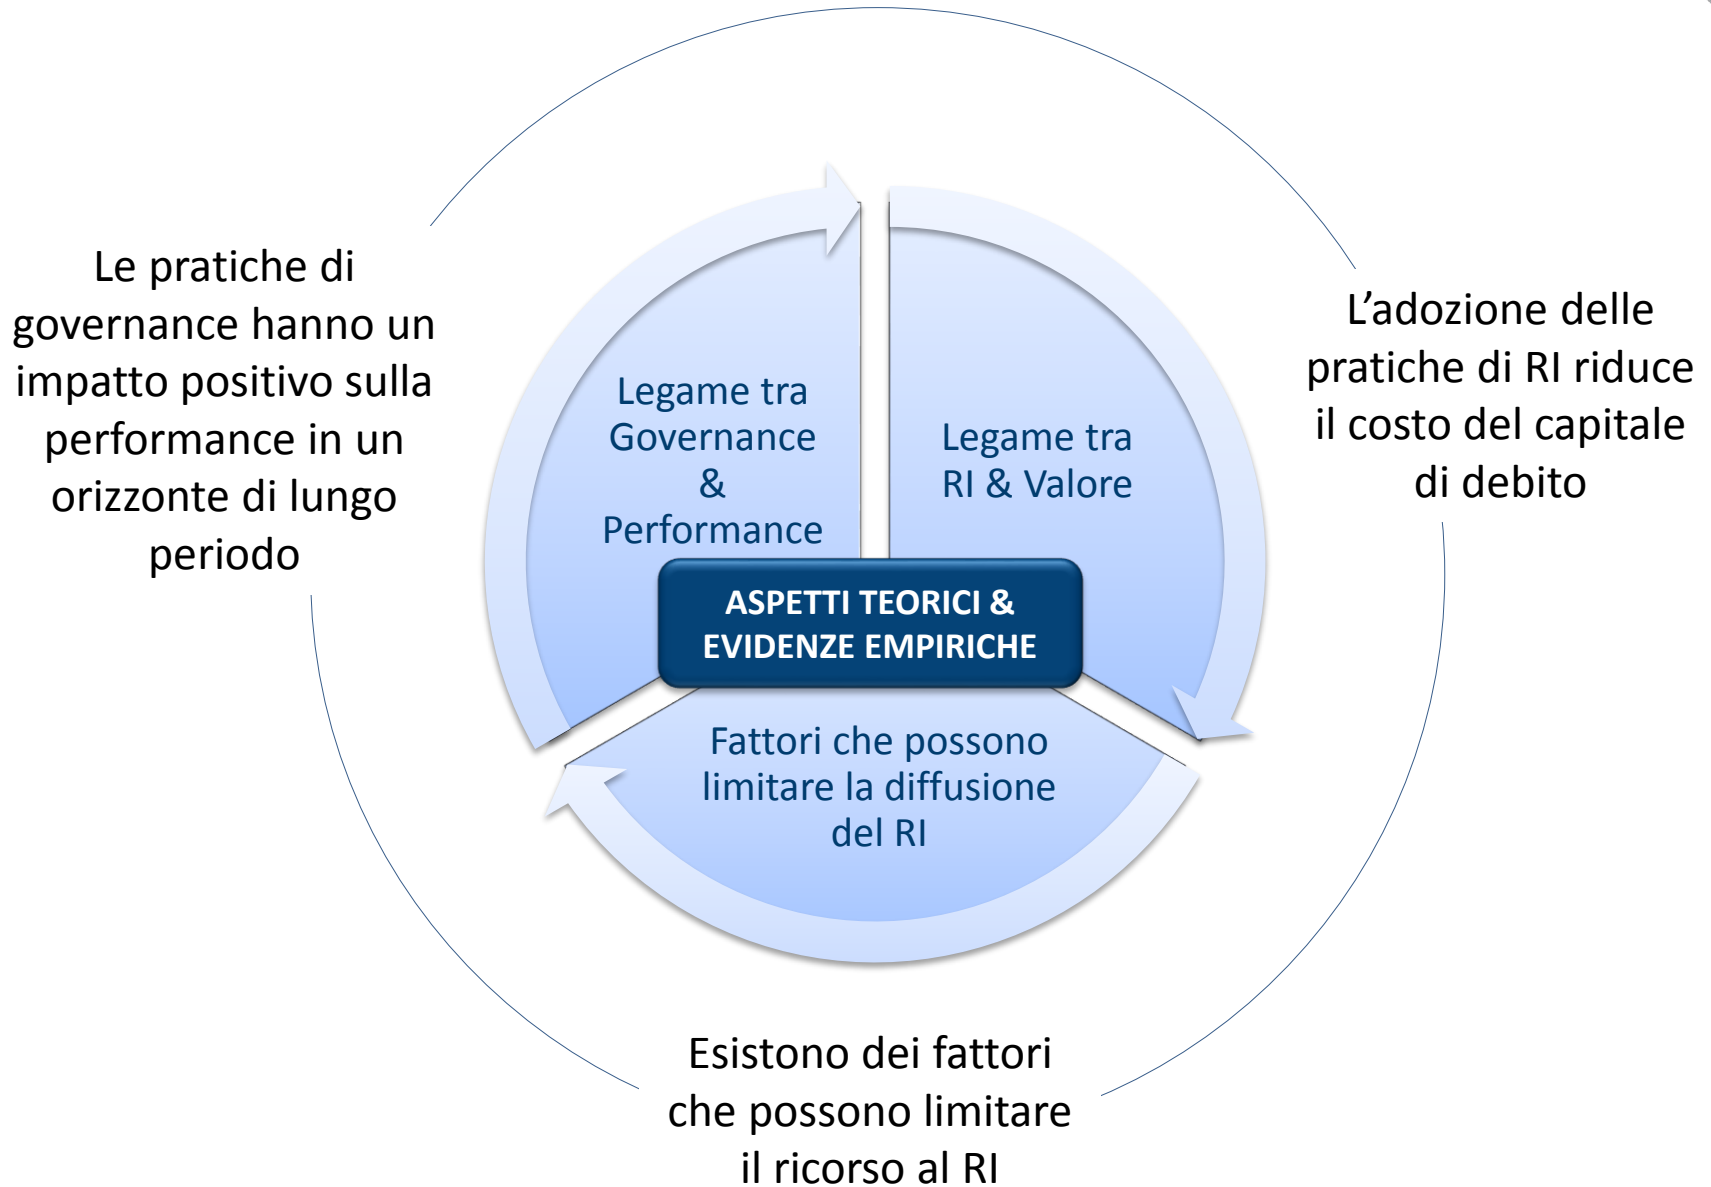 Le pratiche di
governance hanno un
impatto positivo sulla
performance in un
orizzonte di lungo
periodo
Legame tra
Governance
&
Performance
Legame tra
RI & Valore
L’adozione delle
pratiche di RI riduce
il costo del capitale
di debito
ASPETTI TEORICI &
EVIDENZE EMPIRICHE
Fattori che possono
limitare la diffusione
del RI
Esistono dei fattori
che possono limitare
il ricorso al RI